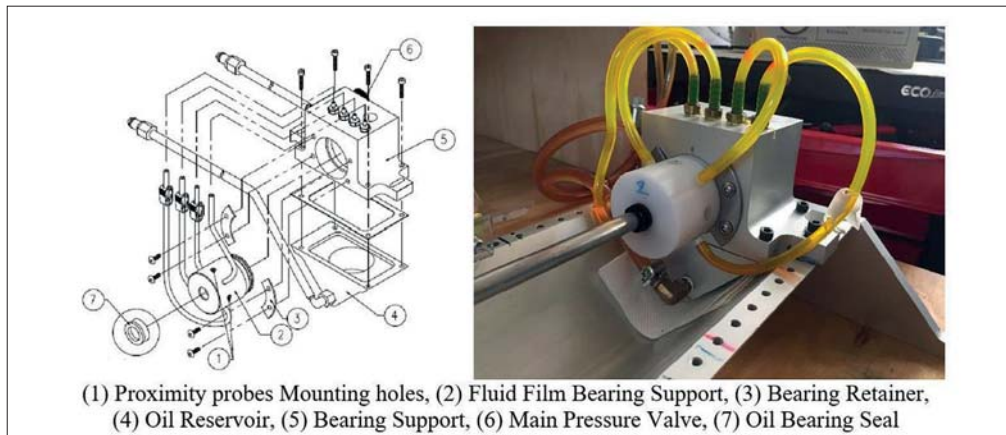 6
5
7
4
3
2
1
ECO
2
(1) Proximity probes Mounting holes, (2) Fluid Film Bearing Support, (3) Bearing Retainer,
(4) Oil Reservoir, (5) Bearing Support, (6) Main Pressure Valve, (7) Oil Bearing Seal